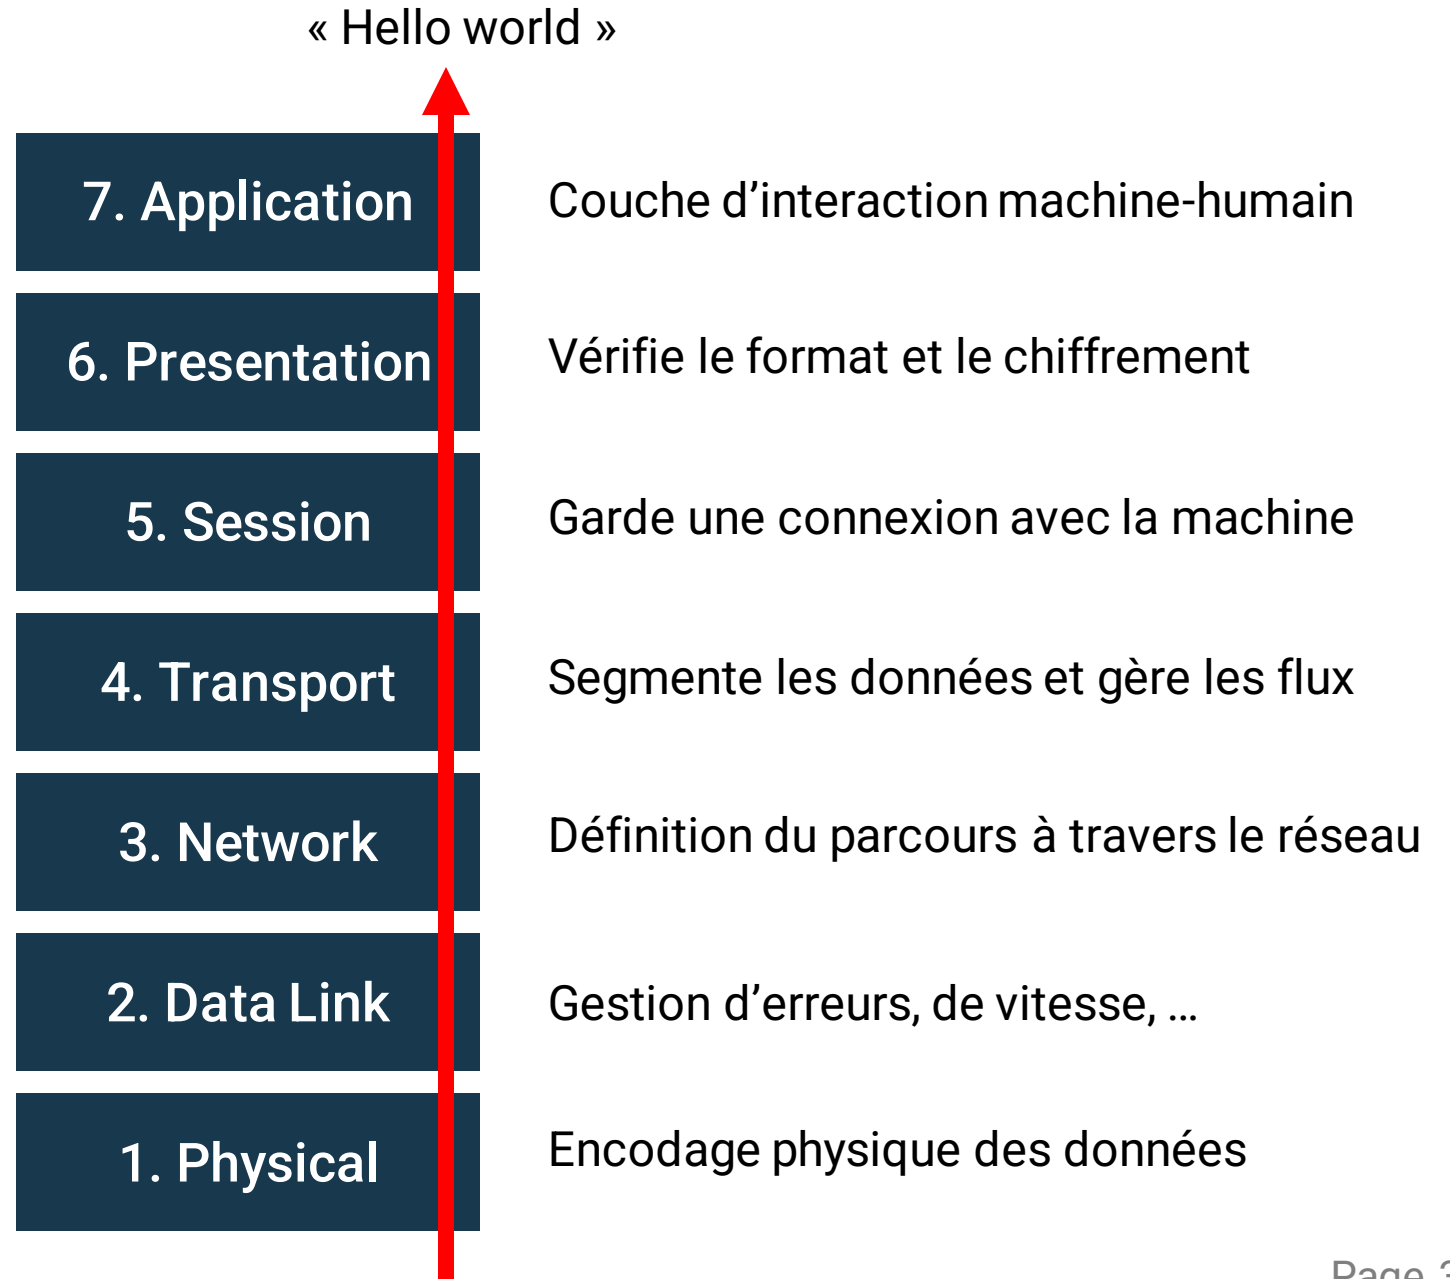 « Hello world »
7. Application
Couche d’interaction machine-humain
6. Presentation
Vérifie le format et le chiffrement
5. Session
Garde une connexion avec la machine
4. Transport
Segmente les données et gère les flux
3. Network
Définition du parcours à travers le réseau
2. Data Link
Gestion d’erreurs, de vitesse, …
1. Physical
Encodage physique des données
Page